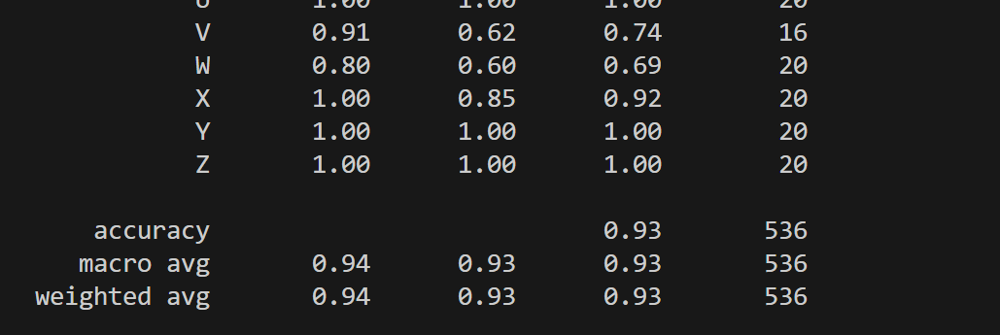 U 1.00 1.00 1.00 20
V 0.91 0.62 0.74 16
W 0.80 0.60 0.69 20
X 1.00 0.85 0.92 20
Y 1.00 1.00 1.00 20
Z 1.00 1.00 1.00 20
accuracy 0.93 536
macro avg 0.94 0.93 0.93 536
weighted avg 0.94 0.93 0.93 536